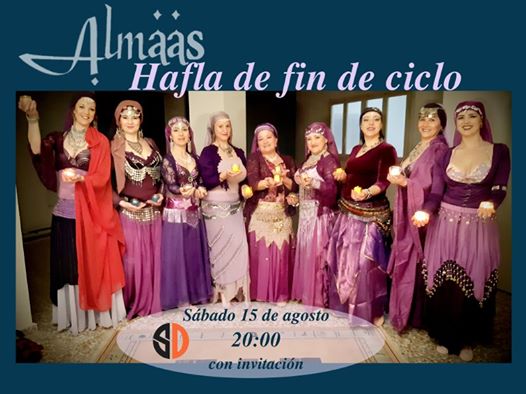 Almaas
Hafla de fin de ciclo
Sábado 15 de agosto
SD
20:00
con invitación